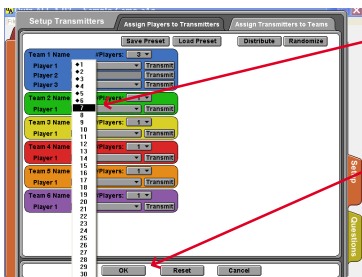 Setup Transmitters
Assign Players to Transmitters
Assign Transmitters to Teams
Save Preset
Load Preset
Distribute
Randomize
Team 1 Name
#Players: 3
Player 1
Transmit
Player 2
Transmit
Player 3
Transmit
Team 2 Name
#Players: 1
Player 1
Transmit
Team 3 Name
Players: 1
Player 1
Transmit
Team 4 Name
Players: 1
Player 1
Transmit
Team 5 Name
Players: 1
Player 1
Transmit
Team 6 Name
Players: 1
Player 1
Transmit
◆1
◆2
◆3
◆4
◆5
◆6
7
8
9
10
11
12
13
14
15
16
17
18
19
20
21
22
23
24
25
26
27
28
29
30
OK
Reset
Cancel
Setup
Questions